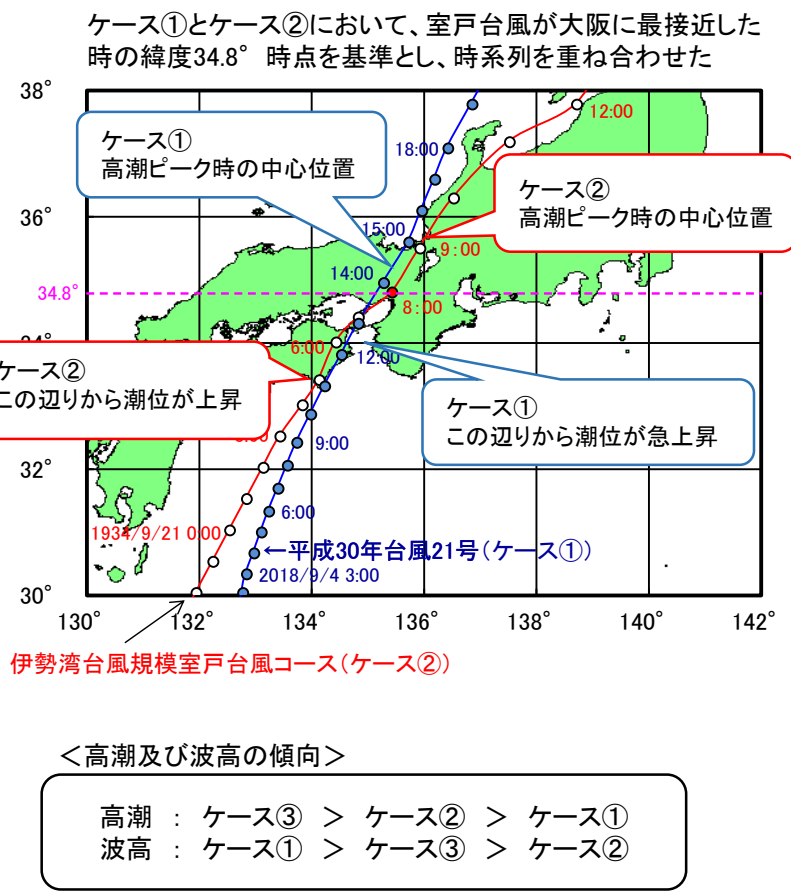 ケース①とケース②において、室戸台風が大阪に最接近した
時の緯度34.8°時点を基準とし、時系列を重ね合わせた
38°
12:00
ケース①
高潮ピーク時の中心位置
18:00
ケース②
高潮ピーク時の中心位置
36°
15:00
9:00
14:00
34.8°
8:00
6:00
12:00
ケース②
この辺りから潮位が上昇
ケース①
この辺りから潮位が急上昇
9:00
32°
6:00
1934/9/21 0:00
←平成30年台風21号(ケース①)
2018/9/4 3:00
30°
130°
132°
134°
136°
138°
140°
142°
伊勢湾台風規模室戸台風コース(ケース②)
<高潮及び波高の傾向>
高潮 : ケース③ > ケース② > ケース①
波高 : ケース① > ケース③ > ケース②